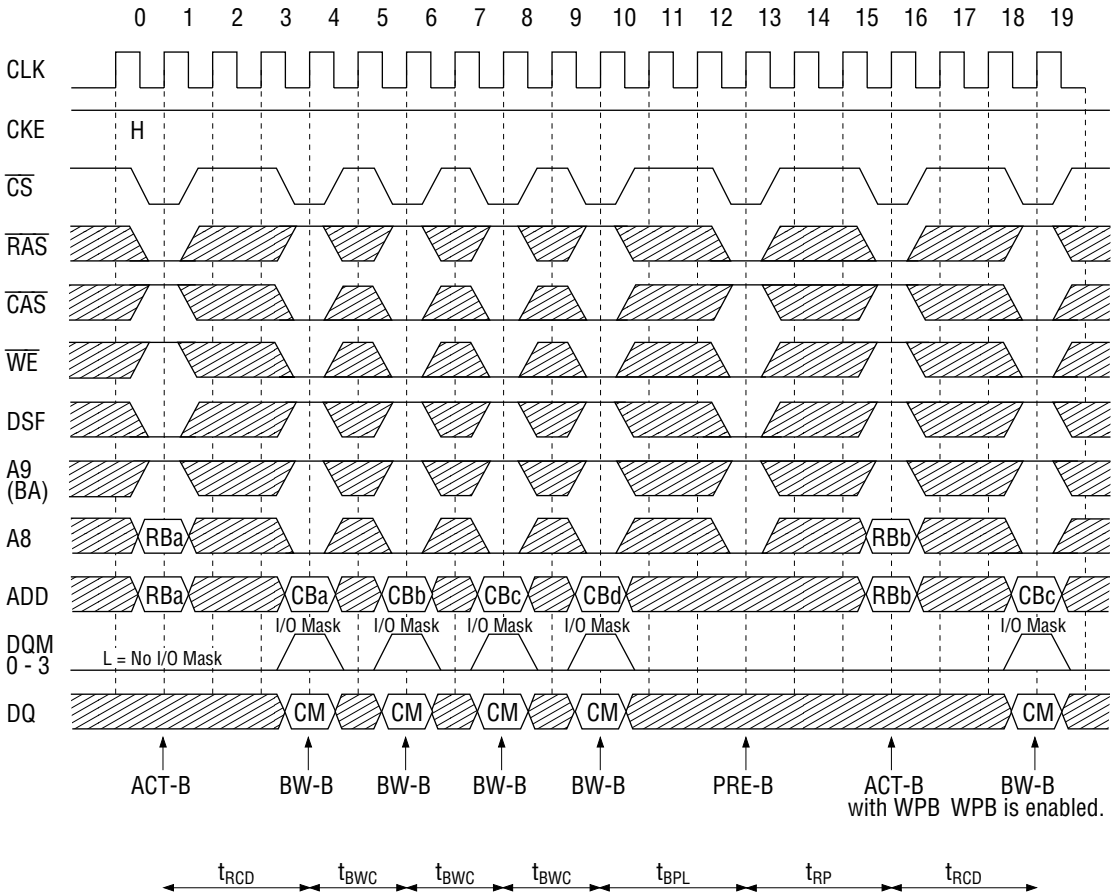 0 1 2 3 4 5 6 7 8 9 10 11 12 13 14 15 16 17 18 19
CLK
CKE H
CS
RAS
CAS
WE
DSF
A9
(BA)
A8 RBa RBb
ADD RBa CBa CBb CBc CBd RBb CBc
I/O Mask I/O Mask I/O Mask I/O Mask I/O Mask
DQM
0 - 3 L = No I/O Mask
DQ CM CM CM CM CM
ACT-B BW-B BW-B BW-B BW-B PRE-B ACT-B BW-B
with WPB WPB is enabled.
tRCD tBWC tBWC tBWC tBPL tRP tRCD